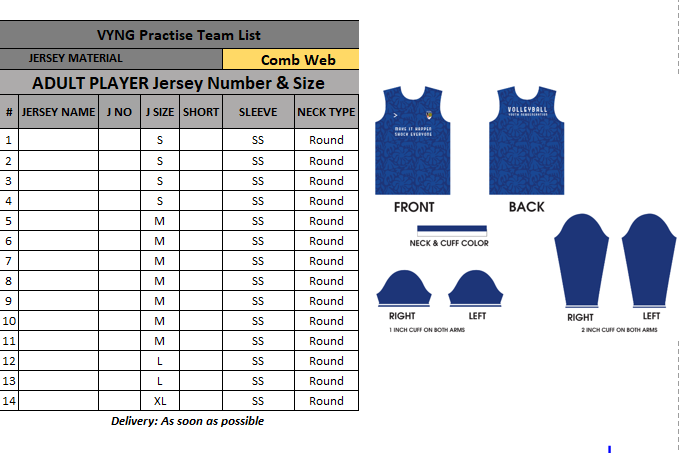 VYNG Practise Team List
JERSEY MATERIAL Comb Web
ADULT PLAYER Jersey Number & Size
# JERSEY NAME J NO J SIZE SHORT SLEEVE NECK TYPE
1 S SS Round
2 S SS Round
3 S SS Round
4 S SS Round
5 M SS Round
6 M SS Round
7 M SS Round
8 M SS Round
9 M SS Round
10 M SS Round
11 M SS Round
12 L SS Round
13 L SS Round
14 XL SS Round
Delivery: As soon as possible
MAKE IT HAPPEN
SHOCK EVERYONE
VOLLEYBALL
FRONT BACK
NECK & CUFF COLOR
RIGHT LEFT
1 INCH CUFF ON BOTH ARMS
RIGHT LEFT
2 INCH CUFF ON BOTH ARMS